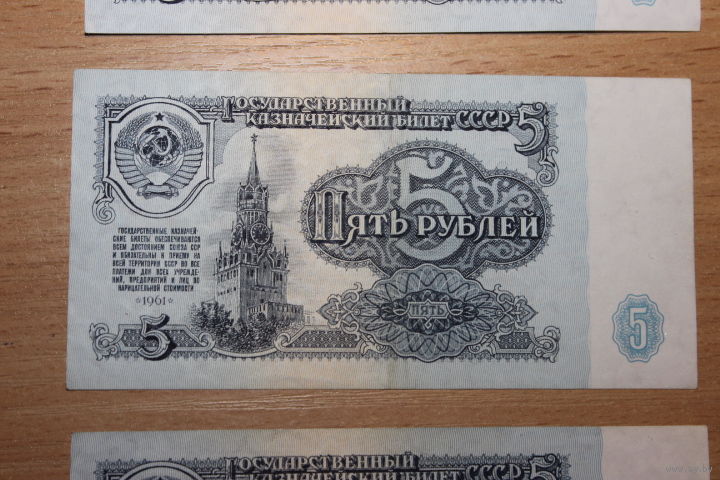 ГОСУДАРСТВЕННЫЙ
КАЗНАЧЕЙСКИЙ БИЛЕТ СССР 5
5
ПЯТЬ РУБЛЕЙ
ГОСУДАРСТВЕННЫЕ КАЗНАЧЕЙ-
СКИЕ БИЛЕТЫ ОБЕСПЕЧИВАЮТСЯ
ВСЕМ ДОСТОЯНИЕМ СОЮЗА ССР
И ОБЯЗАТЕЛЬНЫ К ПРИЕМУ НА
ВСЕЙ ТЕРРИТОРИИ СССР ВО ВСЕ
ПЛАТЕЖИ ДЛЯ ВСЕХ УЧРЕЖДЕ-
НИЙ, ПРЕДПРИЯТИЙ И ЛИЦ ПО
НАРИЦАТЕЛЬНОЙ СТОИМОСТИ
*1961*
5
ПЯТЬ
5
5
ГОСУДАРСТВЕННЫЙ
КАЗНАЧЕЙСКИЙ БИЛЕТ СССР 5